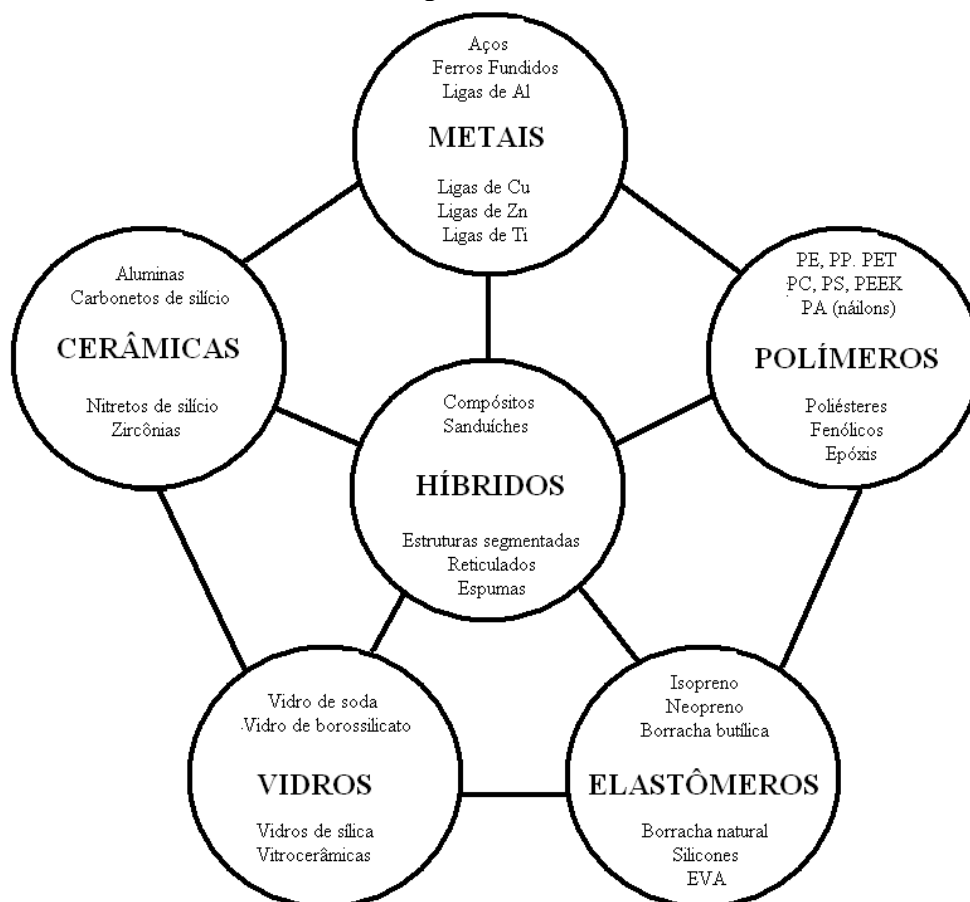 Aços
Ferros Fundidos
Ligas de Al
METAIS
Ligas de Cu
Ligas de Zn
Ligas de Ti
Aluminas
Carbonetos de silício
CERÂMICAS
Nitretos de silício
Zircônias
PE, PP. PET
PC, PS, PEEK
PA (náilons)
POLÍMEROS
Poliésteres
Fenólicos
Epóxis
Compósitos
Sanduíches
HÍBRIDOS
Estruturas segmentadas
Reticulados
Espumas
Vidro de soda
Vidro de borossilicato
VIDROS
Vidros de sílica
Vitrocerâmicas
Isopreno
Neopreno
Borracha butílica
ELASTÔMEROS
Borracha natural
Silicones
EVA